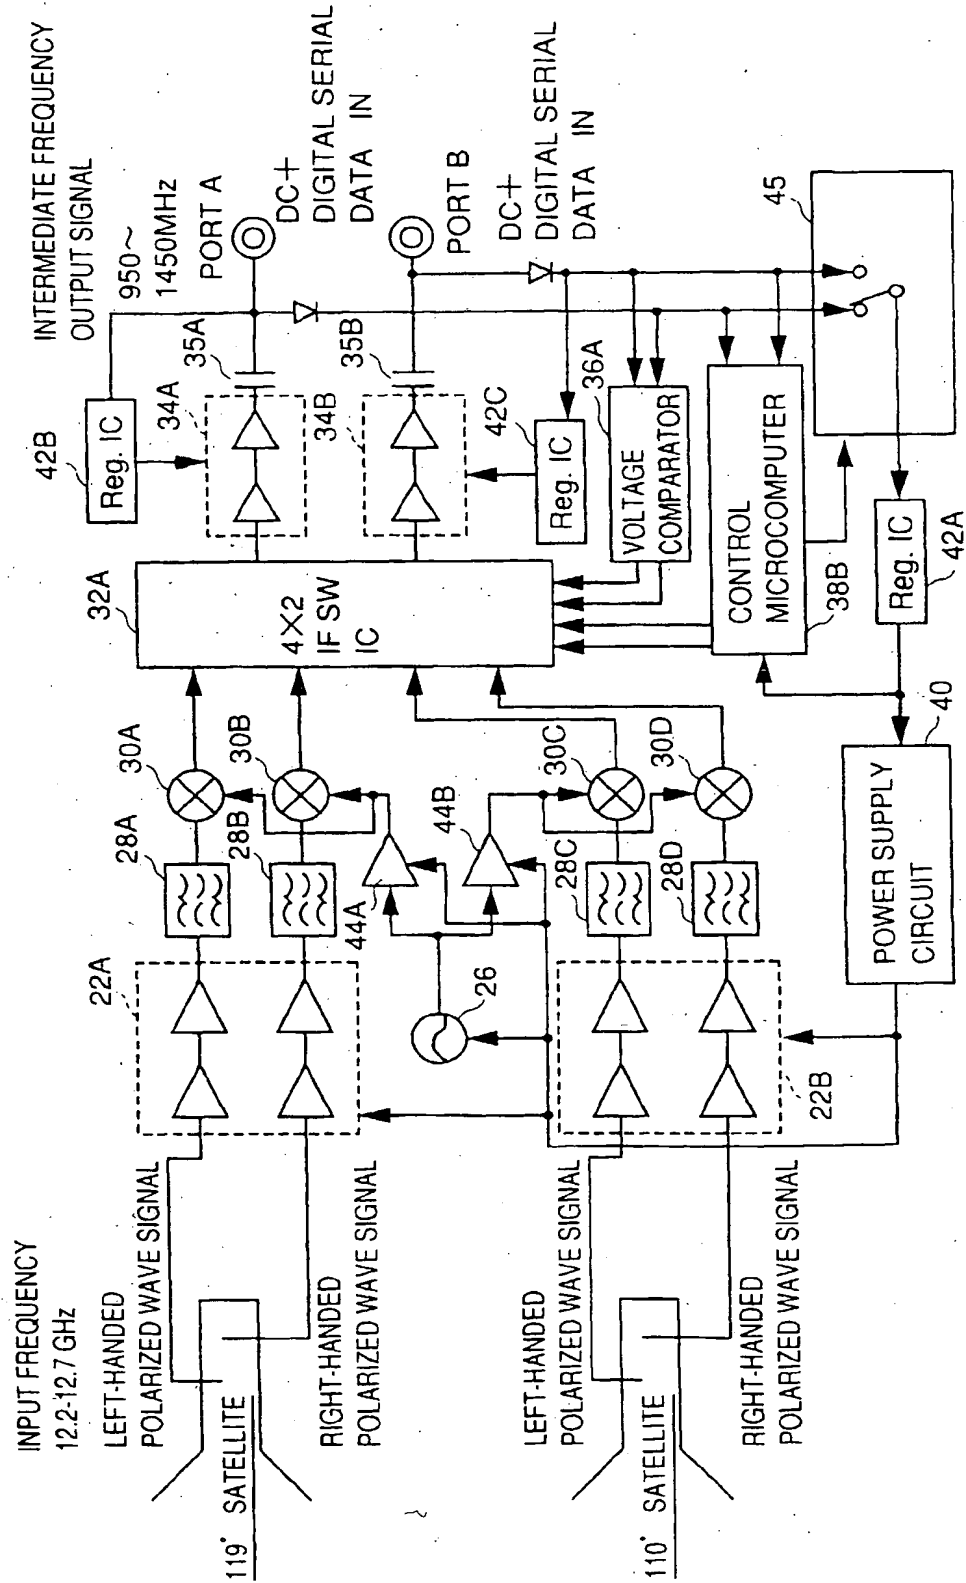 INPUT FREQUENCY
12.2-12.7 GHz
LEFT-HANDED
POLARIZED WAVE SIGNAL
119° SATELLITE
RIGHT-HANDED
POLARIZED WAVE SIGNAL
LEFT-HANDED
POLARIZED WAVE SIGNAL
110° SATELLITE
RIGHT-HANDED
POLARIZED WAVE SIGNAL
22A
26
22B
28A
28B
44A
44B
28C
28D
30A
30B
30C
30D
POWER SUPPLY
CIRCUIT
40
32A
4×2
IF SW
IC
42B
Reg. IC
34A
35A
34B
35B
42C
Reg. IC
36A
VOLTAGE
COMPARATOR
CONTROL
MICROCOMPUTER
38B
Reg. IC
42A
45
INTERMEDIATE FREQUENCY
OUTPUT SIGNAL
950~
1450MHz
PORT A
DC+
DIGITAL SERIAL
DATA IN
PORT B
DC+
DIGITAL SERIAL
DATA IN